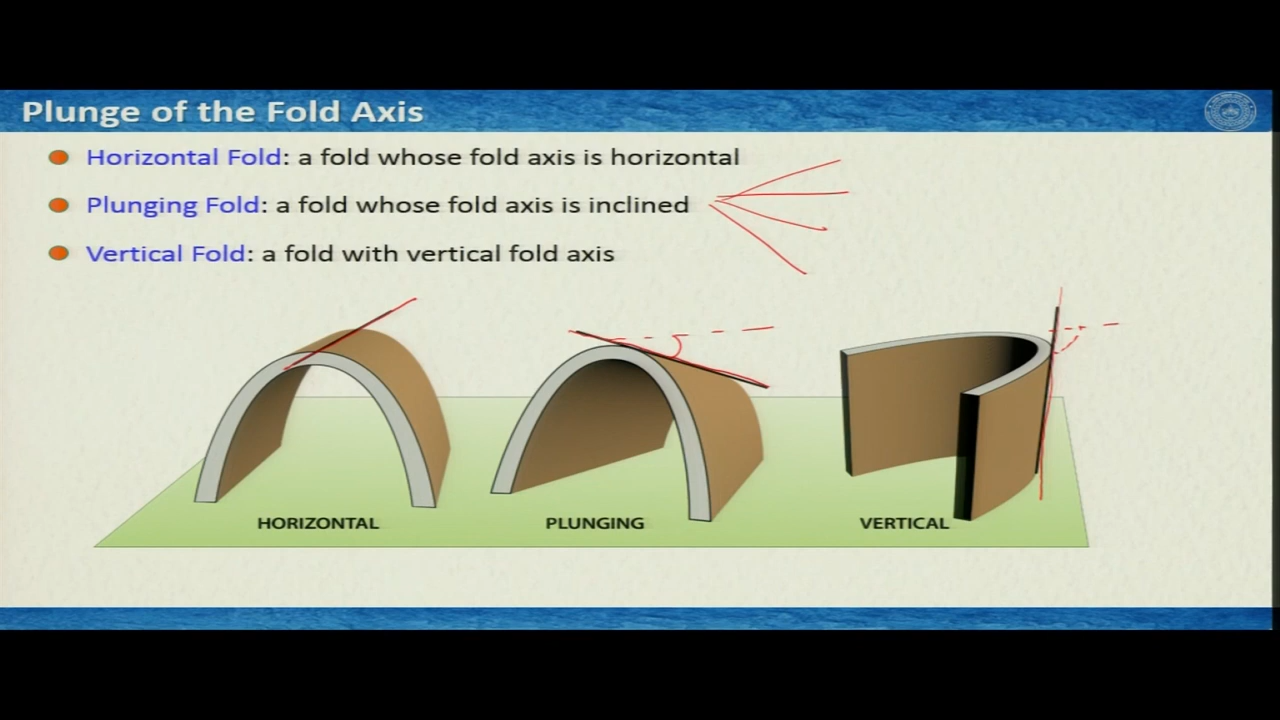 Plunge of the Fold Axis
Horizontal Fold: a fold whose fold axis is horizontal
Plunging Fold: a fold whose fold axis is inclined
Vertical Fold: a fold with vertical fold axis
HORIZONTAL
PLUNGING
VERTICAL